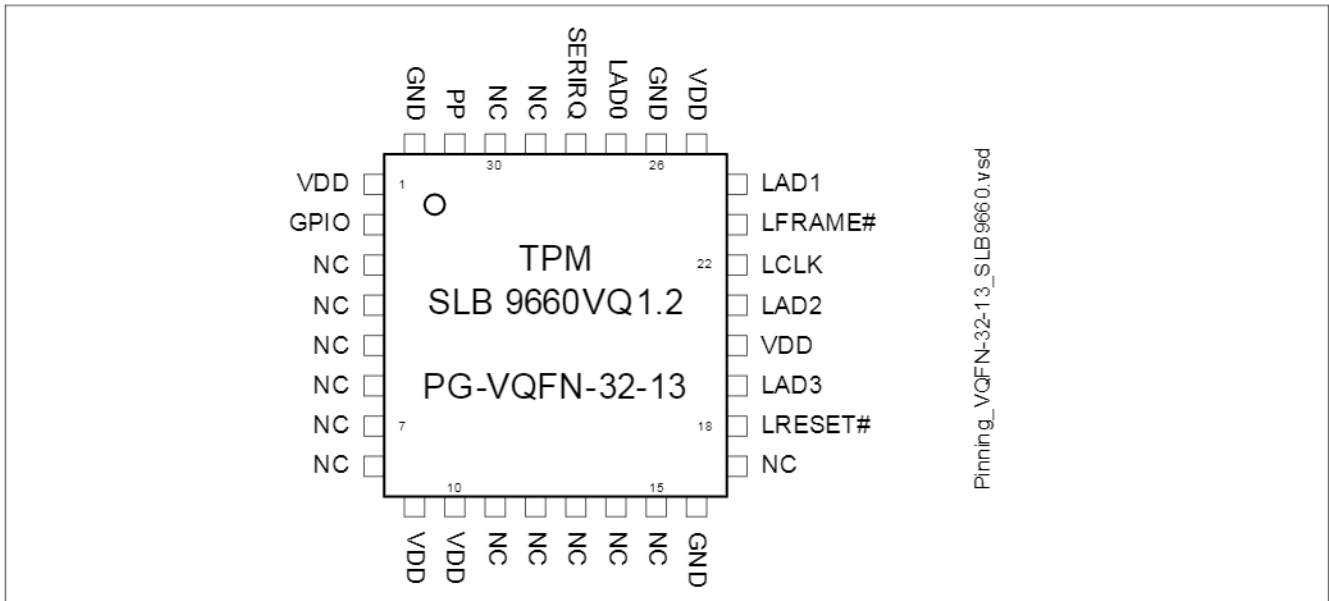 GND
PP
NC
NC
SERIRQ
LAD0
GND
VDD
30
26
VDD
1
LAD1
GPIO
LFRAME#
NC
TPM
22
LCLK
NC
SLB 9660VQ1.2
LAD2
NC
VDD
NC
PG-VQFN-32-13
LAD3
NC
7
18
LRESET#
NC
NC
10
15
VDD
VDD
NC
NC
NC
NC
NC
GND
Pinning_VQFN-32-13_SLB9660.vsd